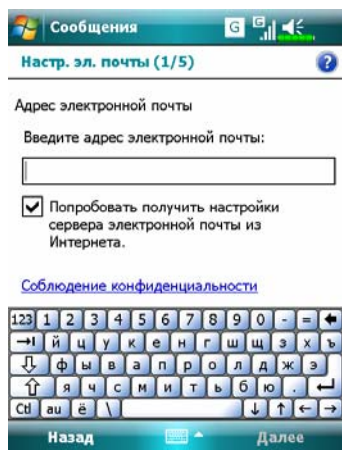 Сообщения G G
Настр. эл. почты (1/5) ?
Адрес электронной почты
Введите адрес электронной почты:
Попробовать получить настройки
сервера электронной почты из
Интернета.
Соблюдение конфиденциальности
123 1 2 3 4 5 6 7 8 9 0 - =
й ц у к е н г ш щ з х ъ
ф ы в а п р о л д ж э
я ч с м и т ь б ю .
Ctl au ё \
Назад Далее